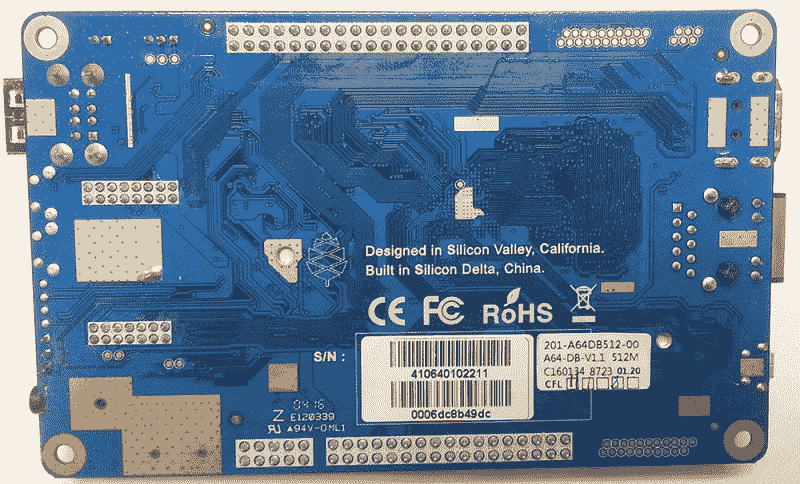 Designed in Silicon Valley, California.
Built in Silicon Delta, China.
CE FC RoHS
S/N :
410640102211
0006dc8b49dc
201-A64DB512-00
A64-DB-V1.1 512M
C160134 8723 01.20
CFL
0416
Z E120339
94V-0ML1